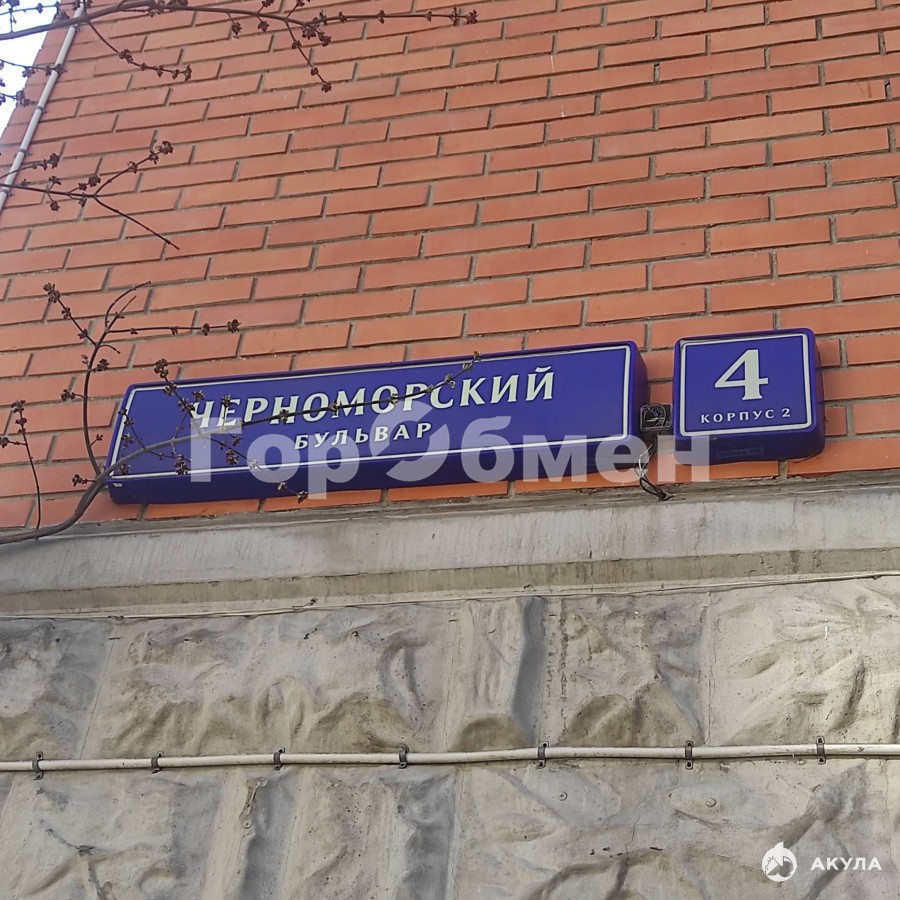 ЧЕРНОМОРСКИЙ
БУЛЬВАР
4
КОРПУС 2
ГорОбмен
АКУЛА